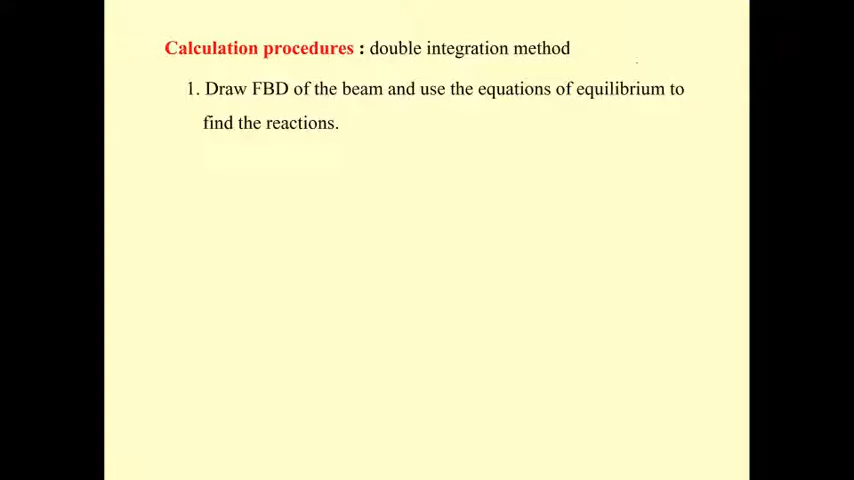 Calculation procedures : double integration method
1. Draw FBD of the beam and use the equations of equilibrium to
find the reactions.